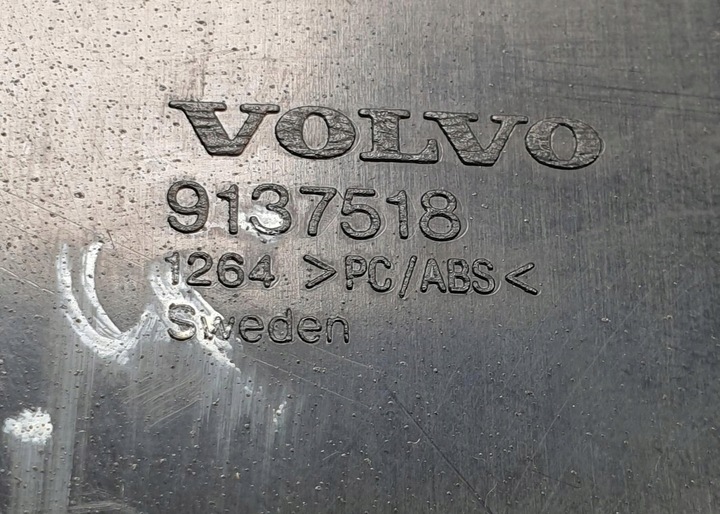 VOLVO
9137518
1264 >PC/ABS<
Sweden